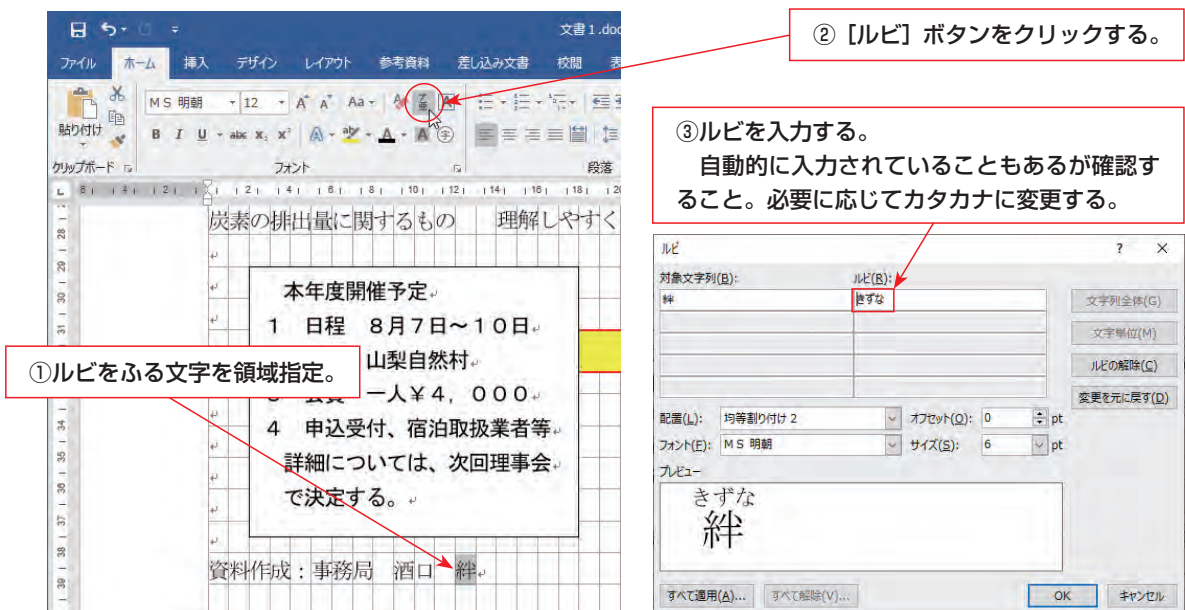 文書1.doc
ファイル ホーム 挿入 デザイン レイアウト 参考資料 差し込み文書 校閲 表
ＭＳ 明朝 12 Aa
貼り付け
B I U abc X₂ X²
クリップボード フォント 段落
炭素の排出量に関するもの 理解しやすく
本年度開催予定
1 日程 8月7日～10日
山梨自然村
一人￥4，000
4 申込受付、宿泊取扱業者等
詳細については、次回理事会
で決定する。
資料作成：事務局 酒口 絆
①ルビをふる文字を領域指定。
②［ルビ］ボタンをクリックする。
③ルビを入力する。
自動的に入力されていることもあるが確認す
ること。必要に応じてカタカナに変更する。
ルビ ? ×
対象文字列(B): ルビ(R):
絆 きずな
文字列全体(G)
文字単位(M)
ルビの解除(C)
変更を元に戻す(D)
配置(L): 均等割り付け 2 オフセット(O): 0 pt
フォント(F): ＭＳ 明朝 サイズ(S): 6 pt
プレビュー
きずな
絆
すべて適用(A)... すべて解除(V)... OK キャンセル